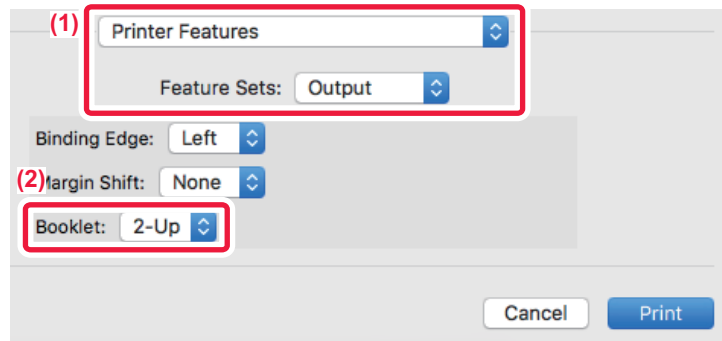 (1) Printer Features
Feature Sets: Output
Binding Edge: Left
(2) Margin Shift: None
Booklet: 2-Up
Cancel Print